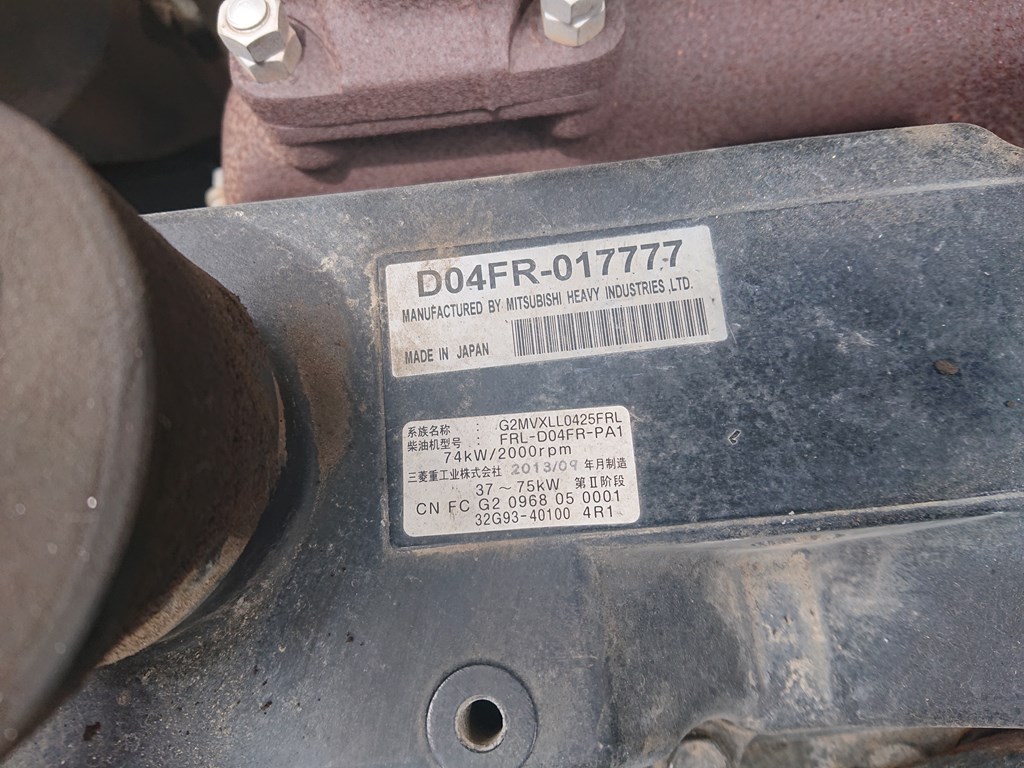 D04FR-017777
MANUFACTURED BY MITSUBISHI HEAVY INDUSTRIES ,LTD.
MADE IN JAPAN
系族名称 : G2MVXLL0425FRL
柴油机型号 : FRL-D04FR-PA1
74kW/2000rpm
三菱重工业株式会社 2013/09 年月制造
37～75kW 第Ⅱ阶段
CN FC G2 0968 05 0001
32G93-40100 4R1